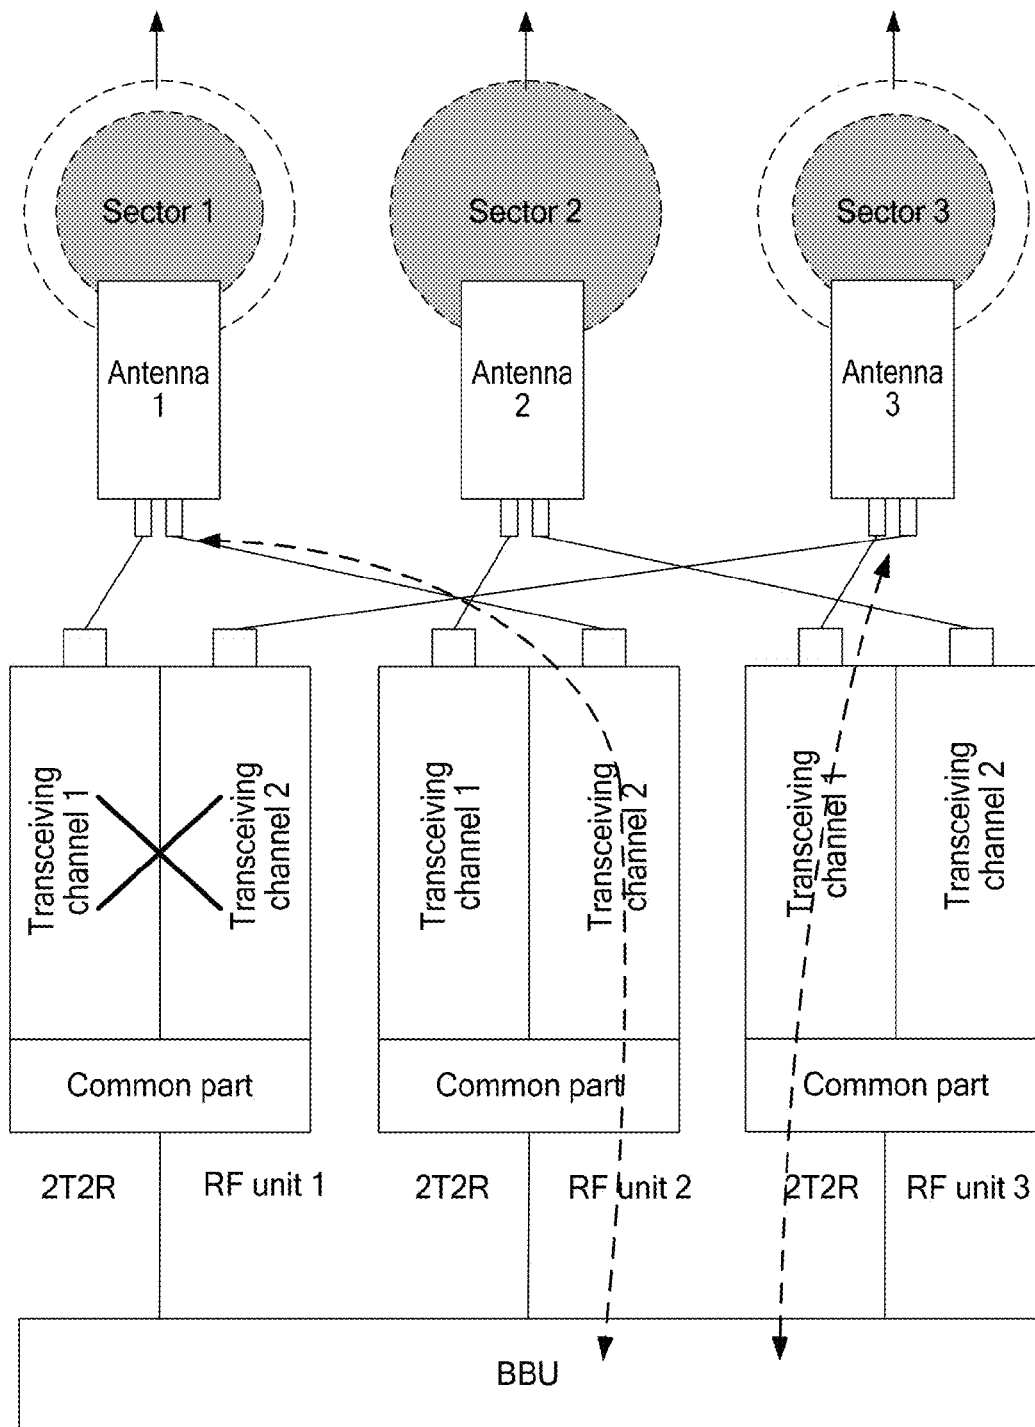 Sector 1
Sector 2
Sector 3
Antenna
1
Antenna
2
Antenna
3
Transceiving
channel 1
Transceiving
channel 2
Transceiving
channel 1
Transceiving
channel 2
Transceiving
channel 1
Transceiving
channel 2
Common part
Common part
Common part
2T2R
RF unit 1
2T2R
RF unit 2
2T2R
RF unit 3
BBU